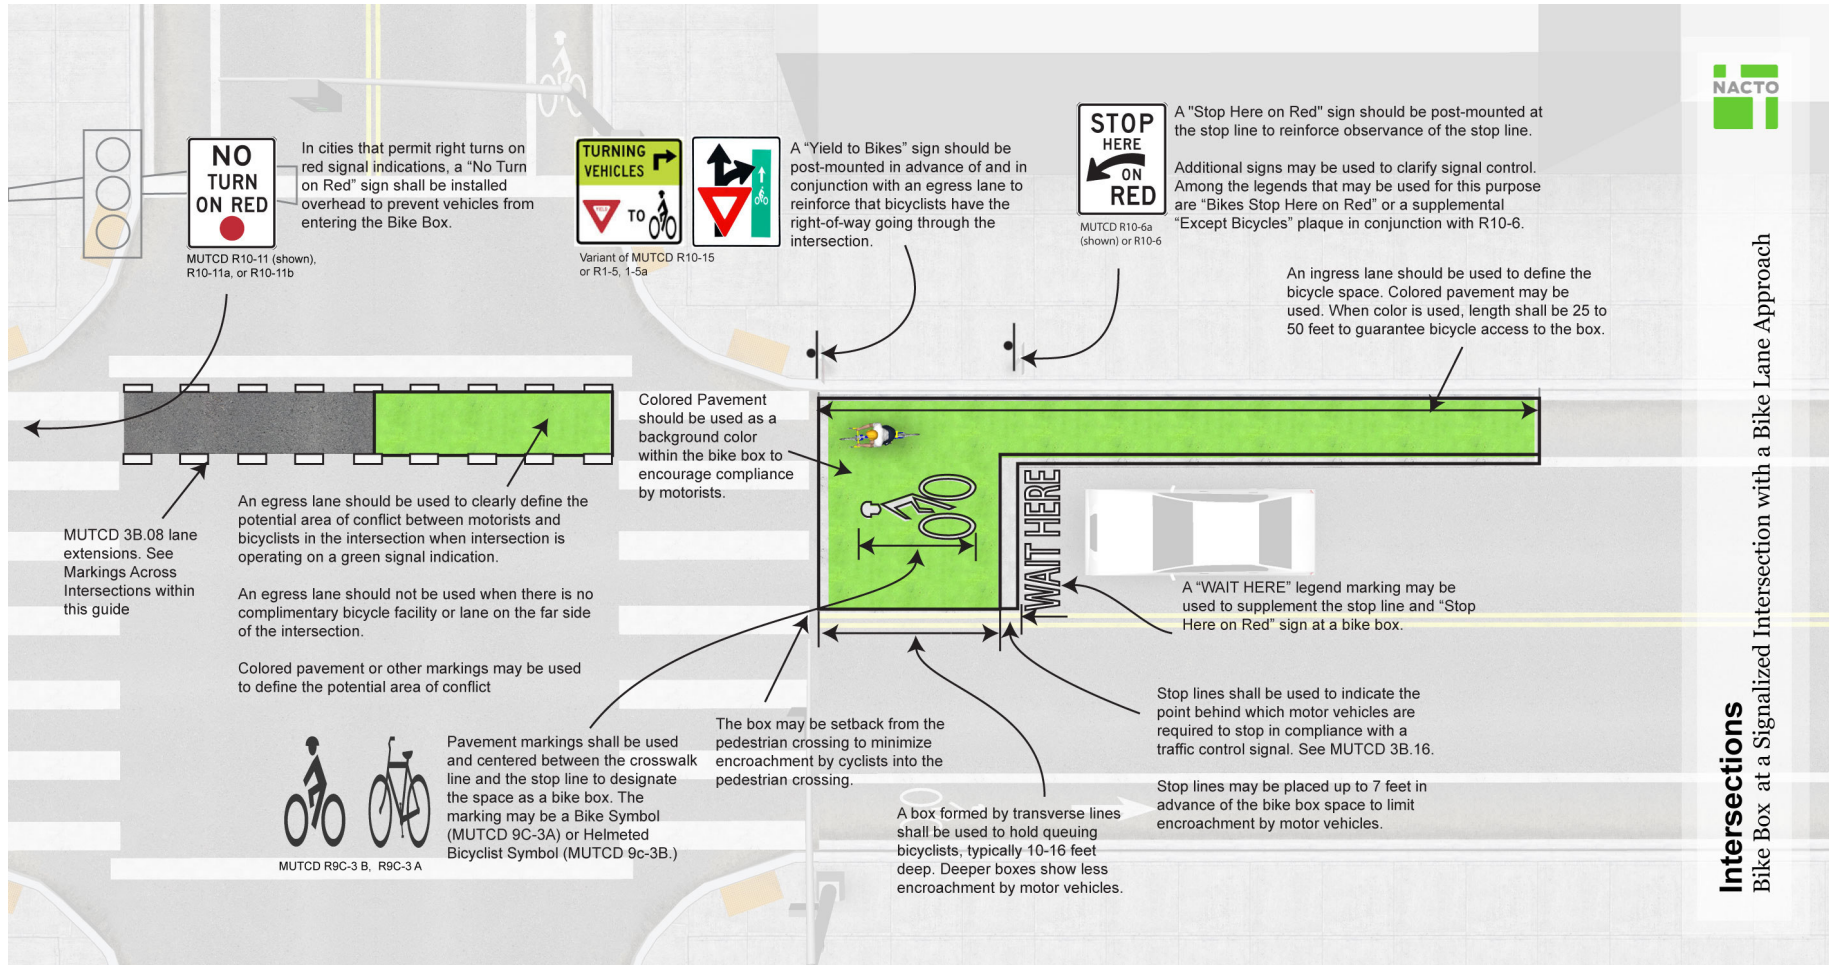 NACTO
Intersections
Bike Box at a Signalized Intersection with a Bike Lane Approach
NO
TURN
ON RED
MUTCD R10-11 (shown),
R10-11a, or R10-11b
In cities that permit right turns on
red signal indications, a “No Turn
on Red” sign shall be installed
overhead to prevent vehicles from
entering the Bike Box.
TURNING
VEHICLES
YIELD
TO
Variant of MUTCD R10-15
or R1-5, 1-5a
A “Yield to Bikes” sign should be
post-mounted in advance of and in
conjunction with an egress lane to
reinforce that bicyclists have the
right-of-way going through the
intersection.
STOP
HERE
ON
RED
MUTCD R10-6a
(shown) or R10-6
A "Stop Here on Red" sign should be post-mounted at
the stop line to reinforce observance of the stop line.
Additional signs may be used to clarify signal control.
Among the legends that may be used for this purpose
are “Bikes Stop Here on Red” or a supplemental
“Except Bicycles” plaque in conjunction with R10-6.
An ingress lane should be used to define the
bicycle space. Colored pavement may be
used. When color is used, length shall be 25 to
50 feet to guarantee bicycle access to the box.
Colored Pavement
should be used as a
background color
within the bike box to
encourage compliance
by motorists.
MUTCD 3B.08 lane
extensions. See
Markings Across
Intersections within
this guide
An egress lane should be used to clearly define the
potential area of conflict between motorists and
bicyclists in the intersection when intersection is
operating on a green signal indication.
An egress lane should not be used when there is no
complimentary bicycle facility or lane on the far side
of the intersection.
Colored pavement or other markings may be used
to define the potential area of conflict
WAIT HERE
A “WAIT HERE” legend marking may be
used to supplement the stop line and “Stop
Here on Red” sign at a bike box.
MUTCD R9C-3 B, R9C-3 A
Pavement markings shall be used
and centered between the crosswalk
line and the stop line to designate
the space as a bike box. The
marking may be a Bike Symbol
(MUTCD 9C-3A) or Helmeted
Bicyclist Symbol (MUTCD 9c-3B.)
The box may be setback from the
pedestrian crossing to minimize
encroachment by cyclists into the
pedestrian crossing.
A box formed by transverse lines
shall be used to hold queuing
bicyclists, typically 10-16 feet
deep. Deeper boxes show less
encroachment by motor vehicles.
Stop lines shall be used to indicate the
point behind which motor vehicles are
required to stop in compliance with a
traffic control signal. See MUTCD 3B.16.
Stop lines may be placed up to 7 feet in
advance of the bike box space to limit
encroachment by motor vehicles.